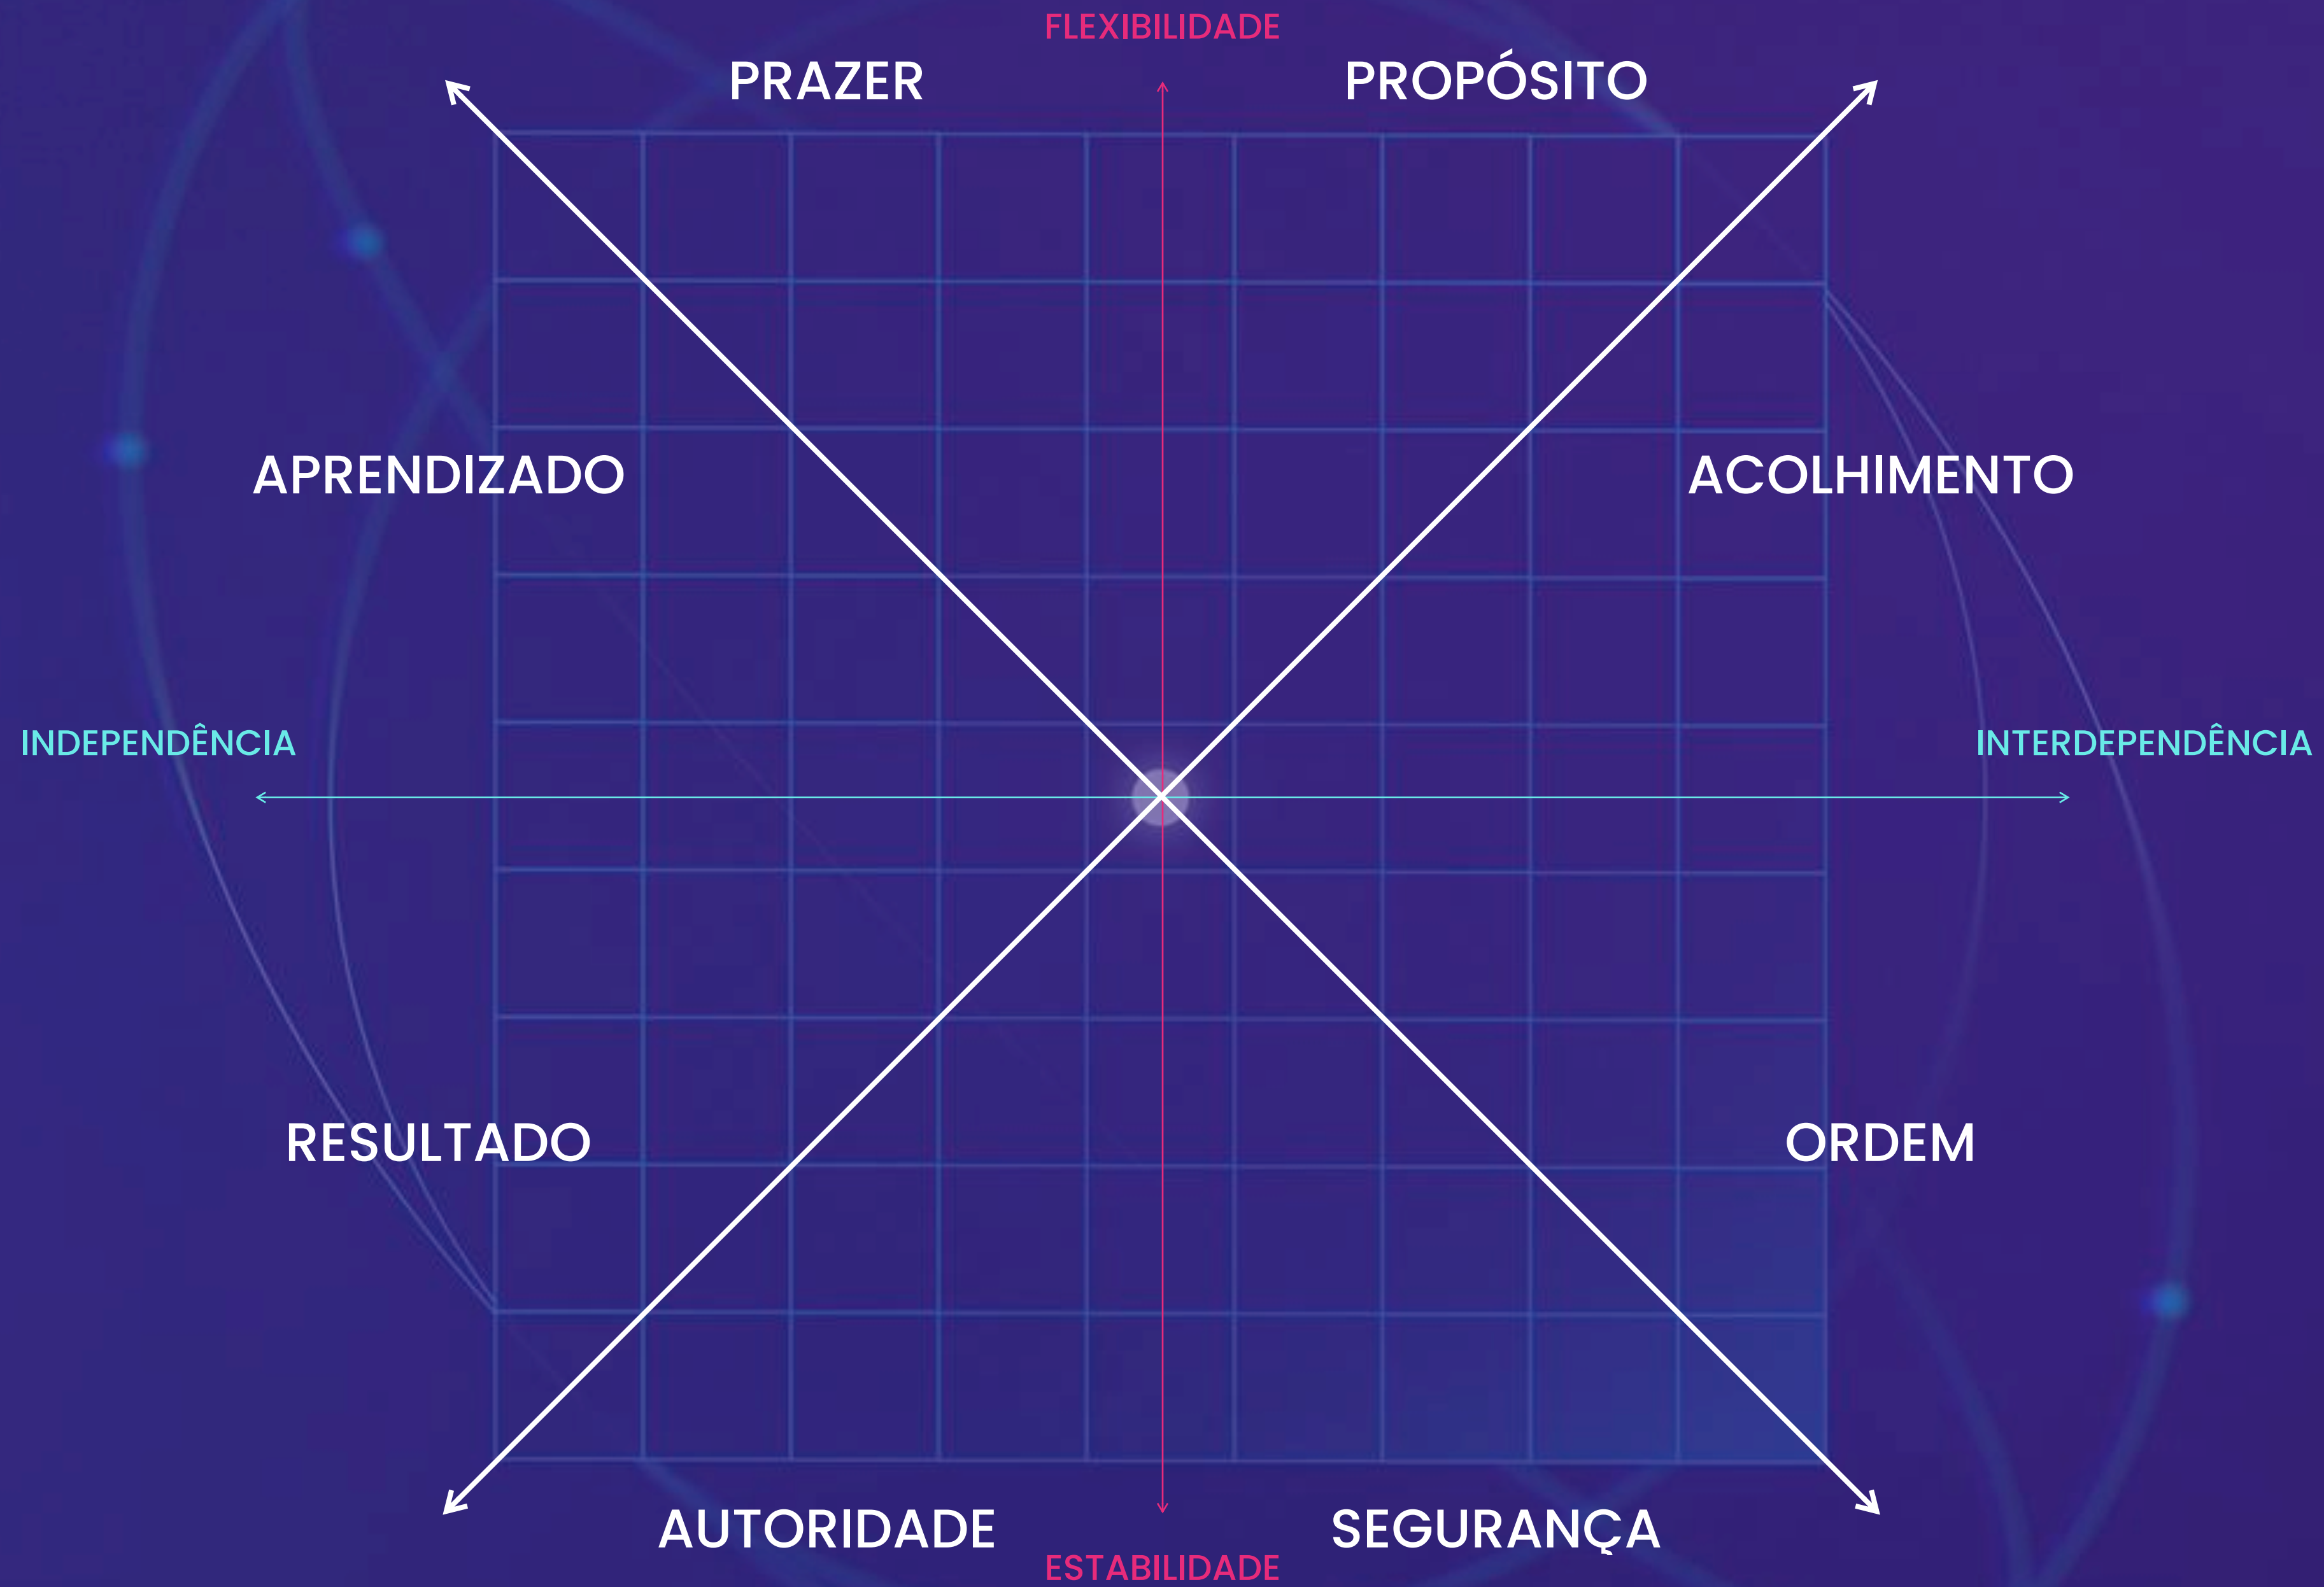 FLEXIBILIDADE
PRAZER
PROPÓSITO
APRENDIZADO
ACOLHIMENTO
INDEPENDÊNCIA
INTERDEPENDÊNCIA
RESULTADO
ORDEM
AUTORIDADE
SEGURANÇA
ESTABILIDADE